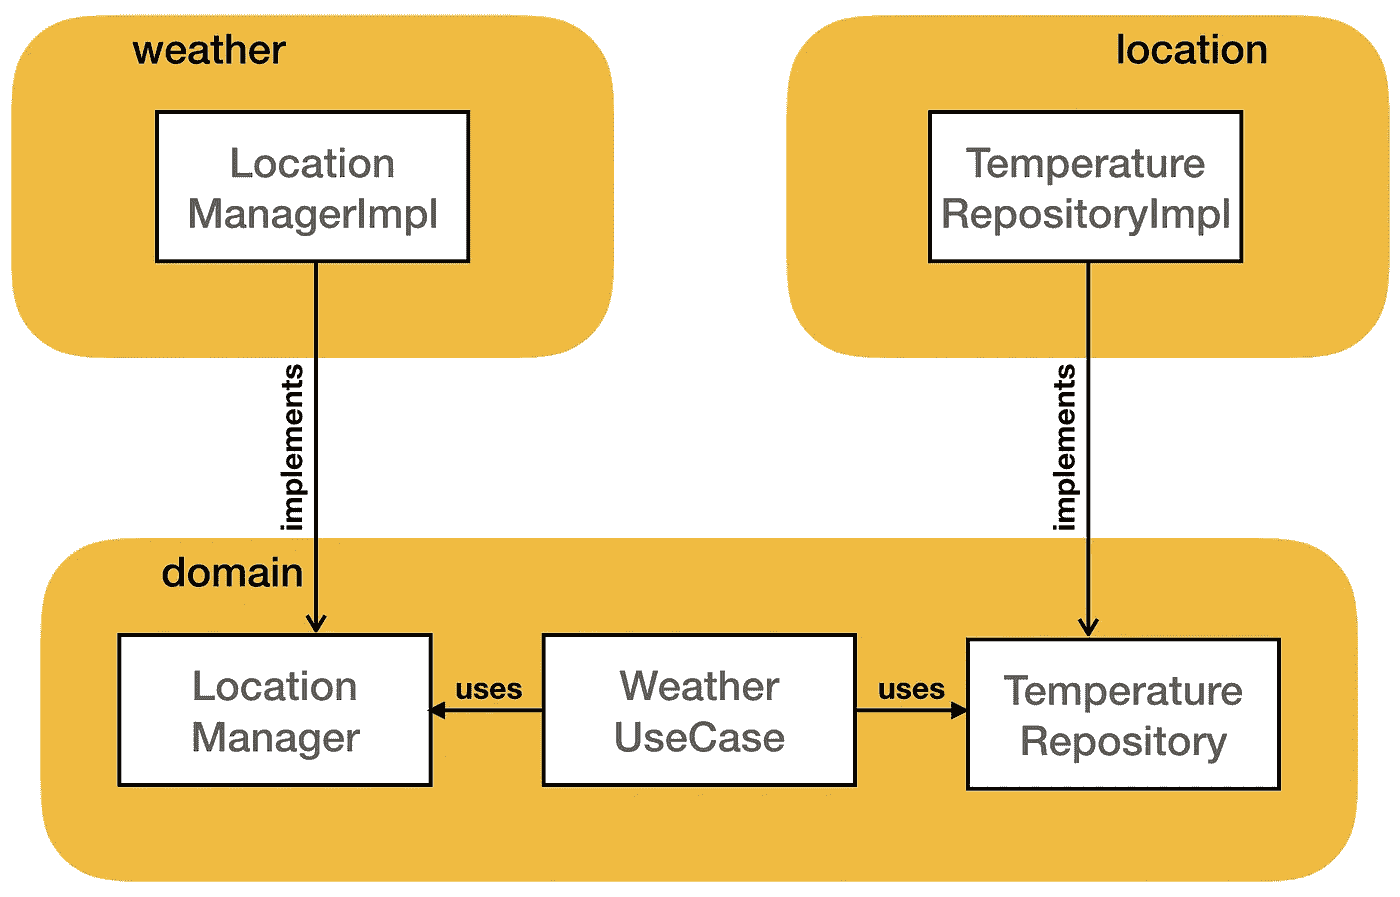 weather
location
Location
ManagerImpl
Temperature
RepositoryImpl
implements
implements
domain
Location
Manager
uses
Weather
UseCase
uses
Temperature
Repository